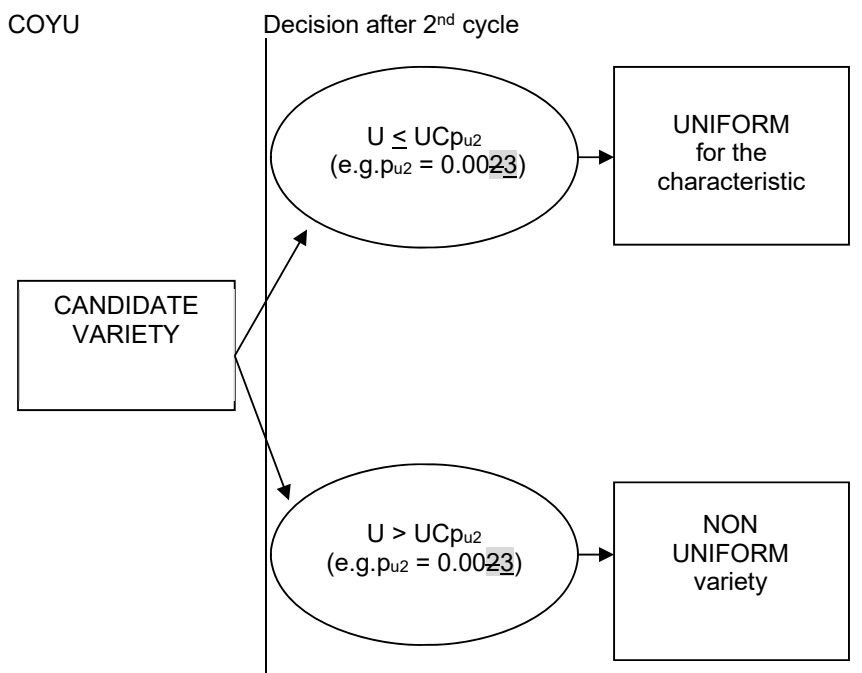 COYU Decision after 2nd cycle
U ≤ UCpu2
(e.g.pu2 = 0.0023)
UNIFORM
for the
characteristic
CANDIDATE
VARIETY
U > UCpu2
(e.g.pu2 = 0.0023)
NON
UNIFORM
variety